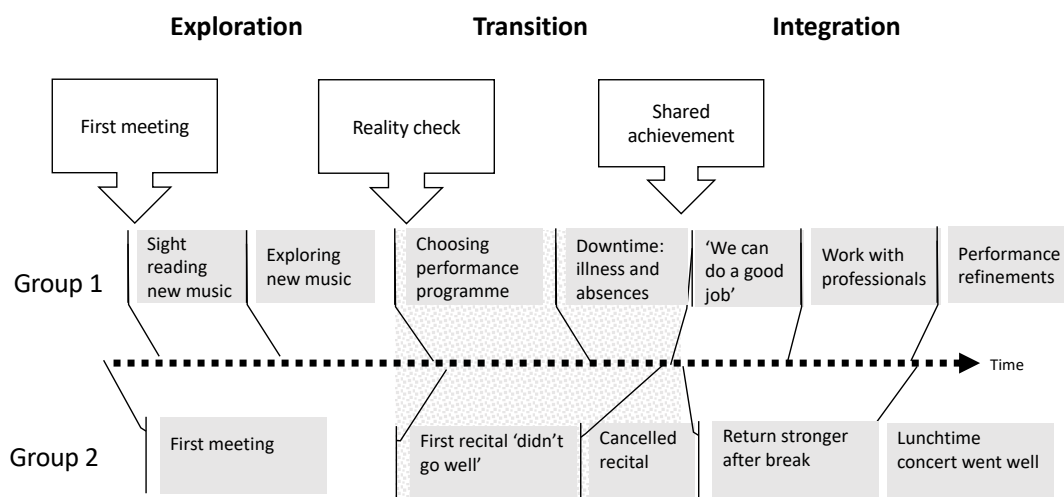 Exploration
Transition
Integration
First meeting
Reality check
Shared
achievement
Group 1
Sight
reading
new music
Exploring
new music
Choosing
performance
programme
Downtime:
illness and
absences
‘We can
do a good
job’
Work with
professionals
Performance
refinements
Time
Group 2
First meeting
First recital ‘didn’t
go well’
Cancelled
recital
Return stronger
after break
Lunchtime
concert went well